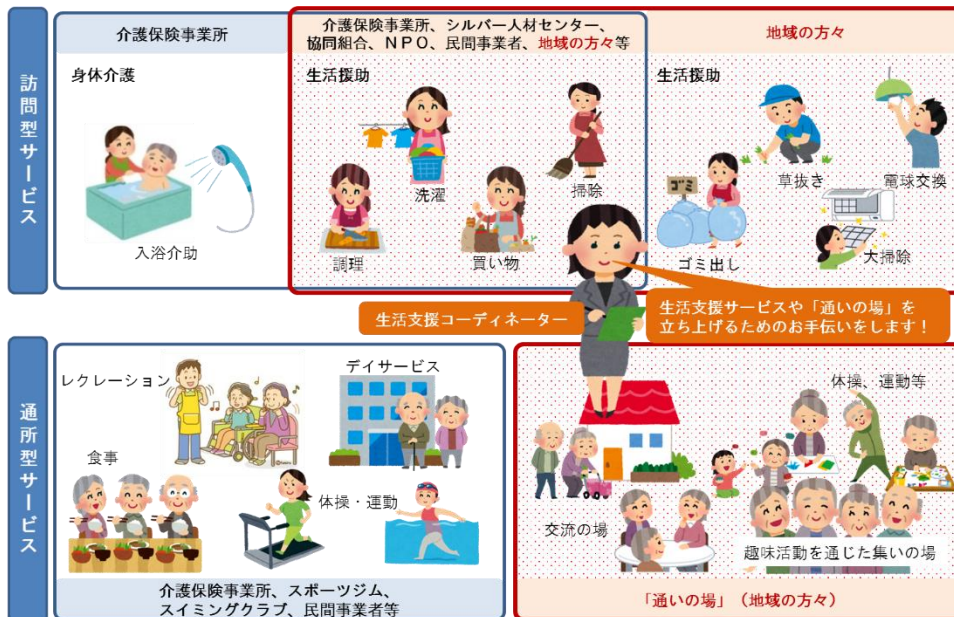 訪問型サービス
介護保険事業所
身体介護
入浴介助
介護保険事業所、シルバー人材センター、
協同組合、NPO、民間事業者、地域の方々等
生活援助
洗濯
掃除
調理
買い物
地域の方々
生活援助
草抜き
電球交換
ゴミ
ゴミ出し
大掃除
生活支援コーディネーター
生活支援サービスや「通いの場」を
立ち上げるためのお手伝いをします!
通所型サービス
レクレーション
デイサービス
食事
体操・運動
介護保険事業所、スポーツジム、
スイミングクラブ、民間事業者等
体操、運動等
交流の場
趣味活動を通じた集いの場
「通いの場」(地域の方々)